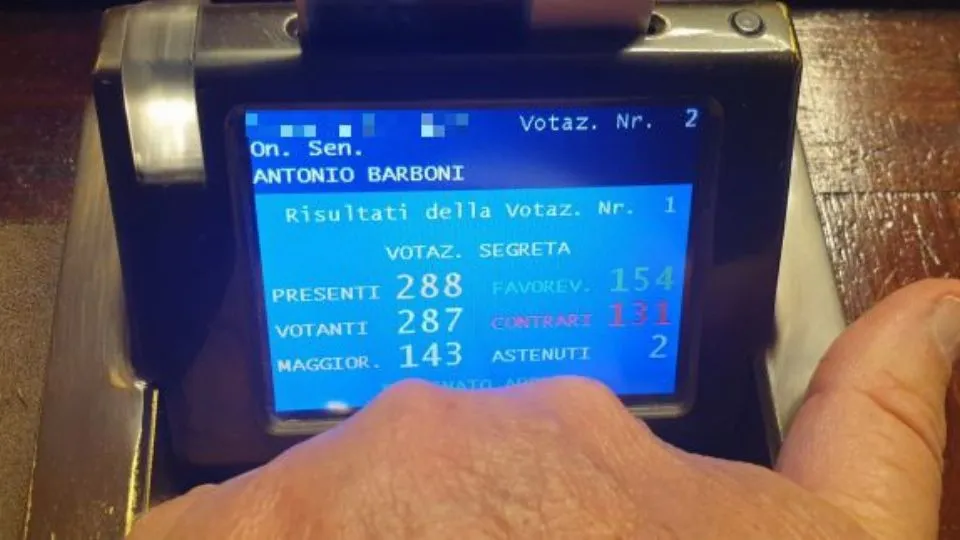 Votaz. Nr. 2
On. Sen.
ANTONIO BARBONI
Risultati della Votaz. Nr. 1
VOTAZ. SEGRETA
PRESENTI 288 FAVOREV. 154
VOTANTI 287 CONTRARI 131
MAGGIOR. 143 ASTENUTI 2